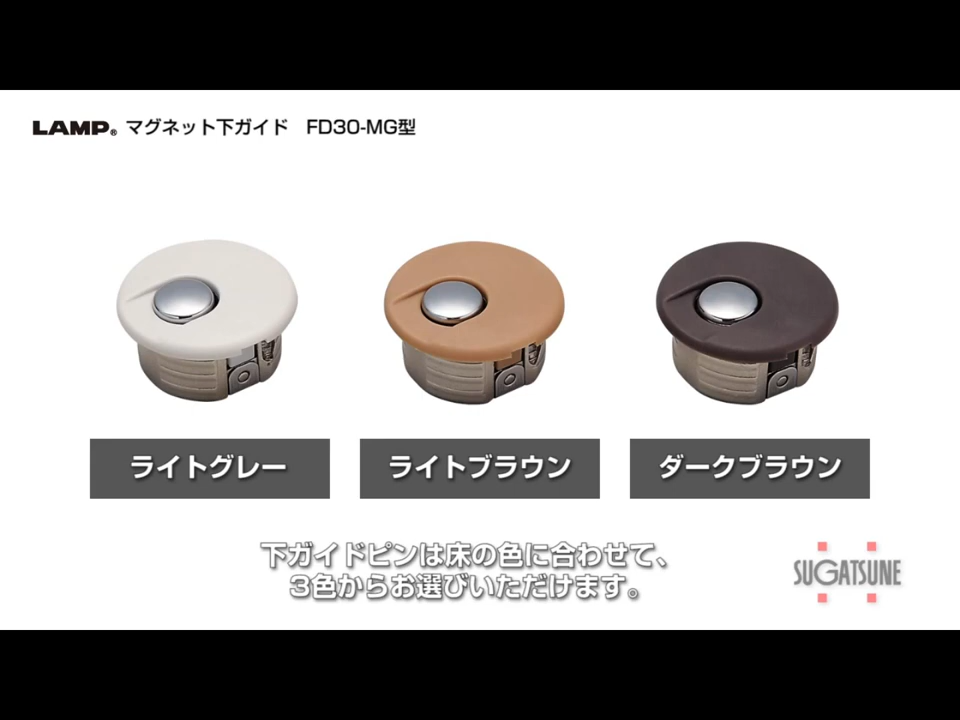 LAMP® マグネット下ガイド FD30-MG型
ライトグレー
ライトブラウン
ダークブラウン
下ガイドピンは床の色に合わせて、
3色からお選びいただけます。
SUGATSUNE